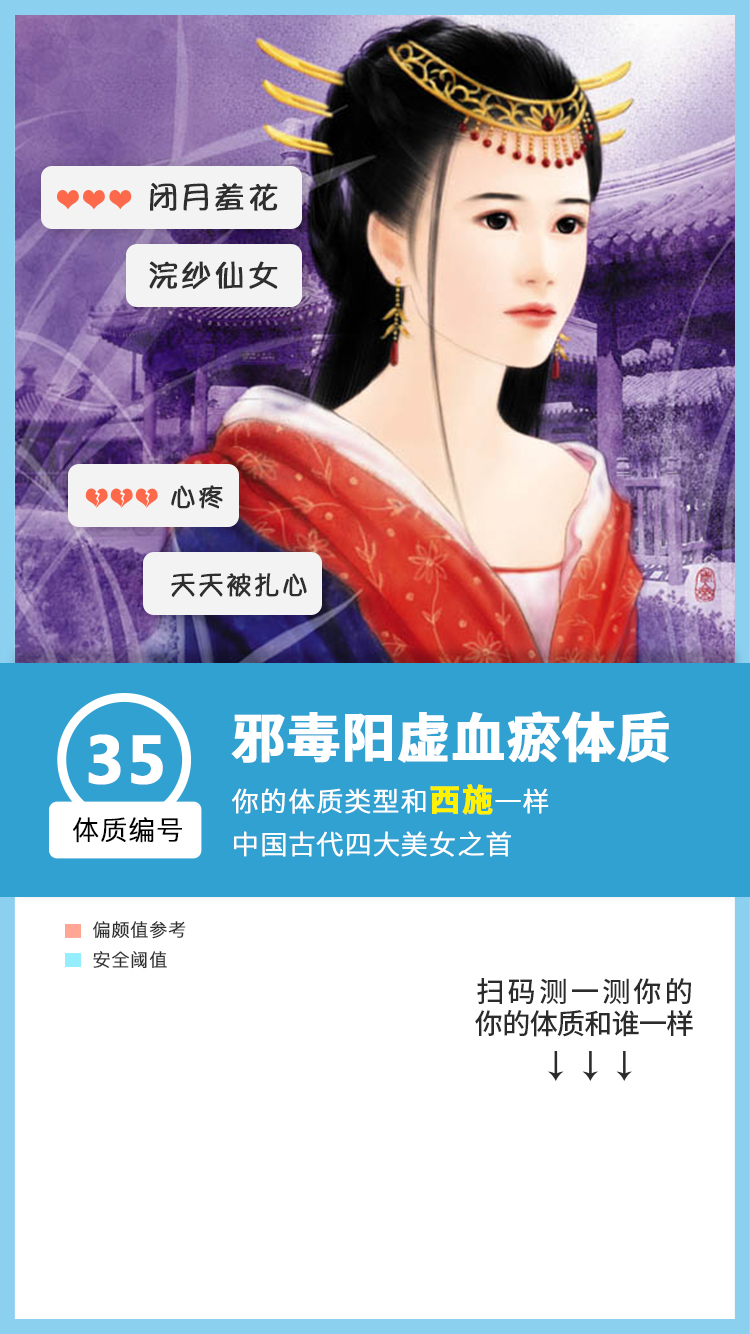 闭月羞花
浣纱仙女
心疼
天天被扎心
35
体质编号
邪毒阳虚血瘀体质
你的体质类型和西施一样
中国古代四大美女之首
偏颇值参考
安全阈值
扫码测一测你的
你的体质和谁一样
↓ ↓ ↓